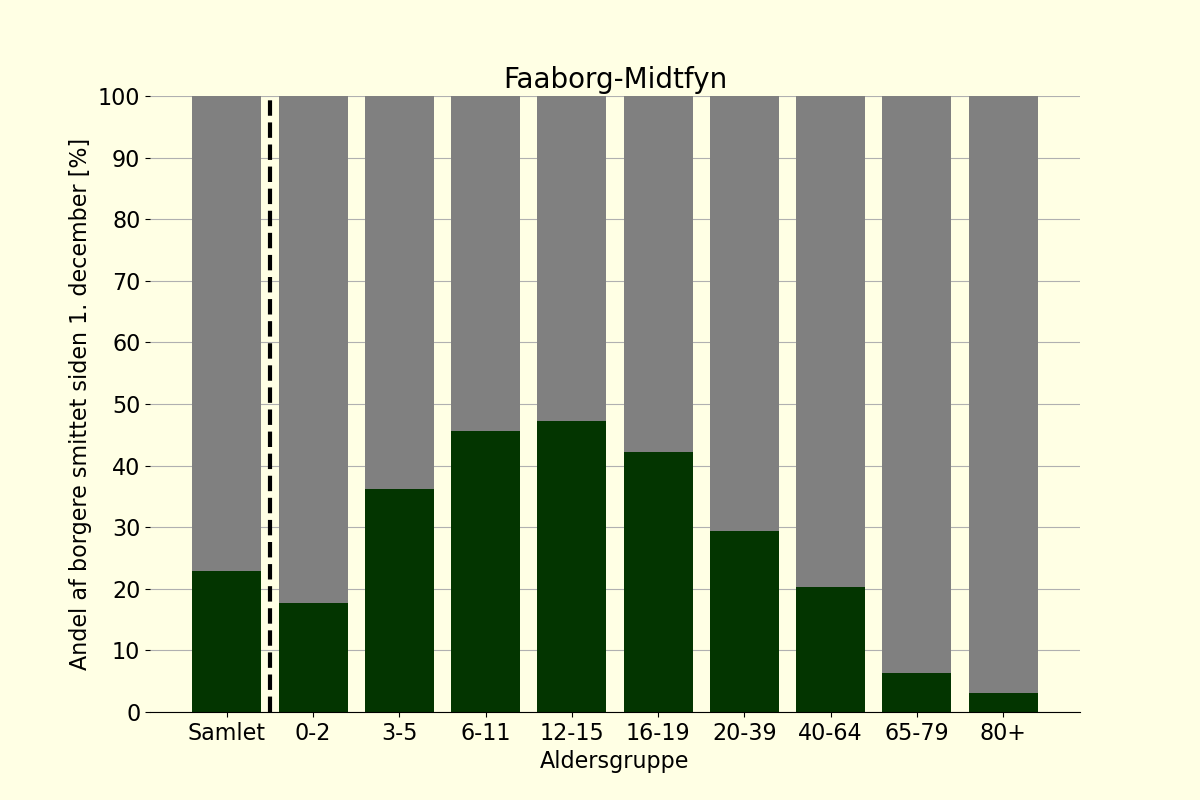 Faaborg-Midtfyn
Andel af borgere smittet siden 1. december [%]
100
90
80
70
60
50
40
30
20
10
0
Samlet 0-2 3-5 6-11 12-15 16-19 20-39 40-64 65-79 80+
Aldersgruppe